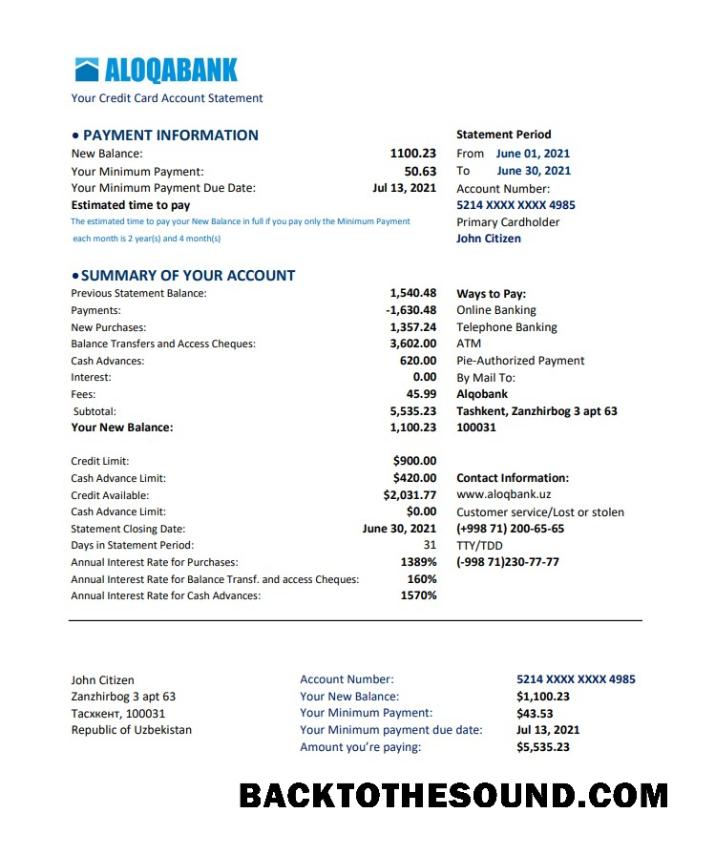 ALOQABANK
Your Credit Card Account Statement
• PAYMENT INFORMATION
New Balance: 1100.23
Your Minimum Payment: 50.63
Your Minimum Payment Due Date: Jul 13, 2021
Estimated time to pay
The estimated time to pay your New Balance in full if you pay only the Minimum Payment
each month is 2 year(s) and 4 month(s)
Statement Period
From June 01, 2021
To June 30, 2021
Account Number:
5214 XXXX XXXX 4985
Primary Cardholder
John Citizen
• SUMMARY OF YOUR ACCOUNT
Previous Statement Balance: 1,540.48
Payments: -1,630.48
New Purchases: 1,357.24
Balance Transfers and Access Cheques: 3,602.00
Cash Advances: 620.00
Interest: 0.00
Fees: 45.99
Subtotal: 5,535.23
Your New Balance: 1,100.23
Ways to Pay:
Online Banking
Telephone Banking
ATM
Pie-Authorized Payment
By Mail To:
Alqobank
Tashkent, Zanzhirbog 3 apt 63
100031
Credit Limit: $900.00
Cash Advance Limit: $420.00
Credit Available: $2,031.77
Cash Advance Limit: $0.00
Statement Closing Date: June 30, 2021
Days in Statement Period: 31
Annual Interest Rate for Purchases: 1389%
Annual Interest Rate for Balance Transf. and access Cheques: 160%
Annual Interest Rate for Cash Advances: 1570%
Contact Information:
www.aloqbank.uz
Customer service/Lost or stolen
(+998 71) 200-65-65
TTY/TDD
(-998 71)230-77-77
John Citizen
Zanzhirbog 3 apt 63
Тасхкент, 100031
Republic of Uzbekistan
Account Number: 5214 XXXX XXXX 4985
Your New Balance: $1,100.23
Your Minimum Payment: $43.53
Your Minimum payment due date: Jul 13, 2021
Amount you're paying: $5,535.23
BACKTOTHESOUND.COM